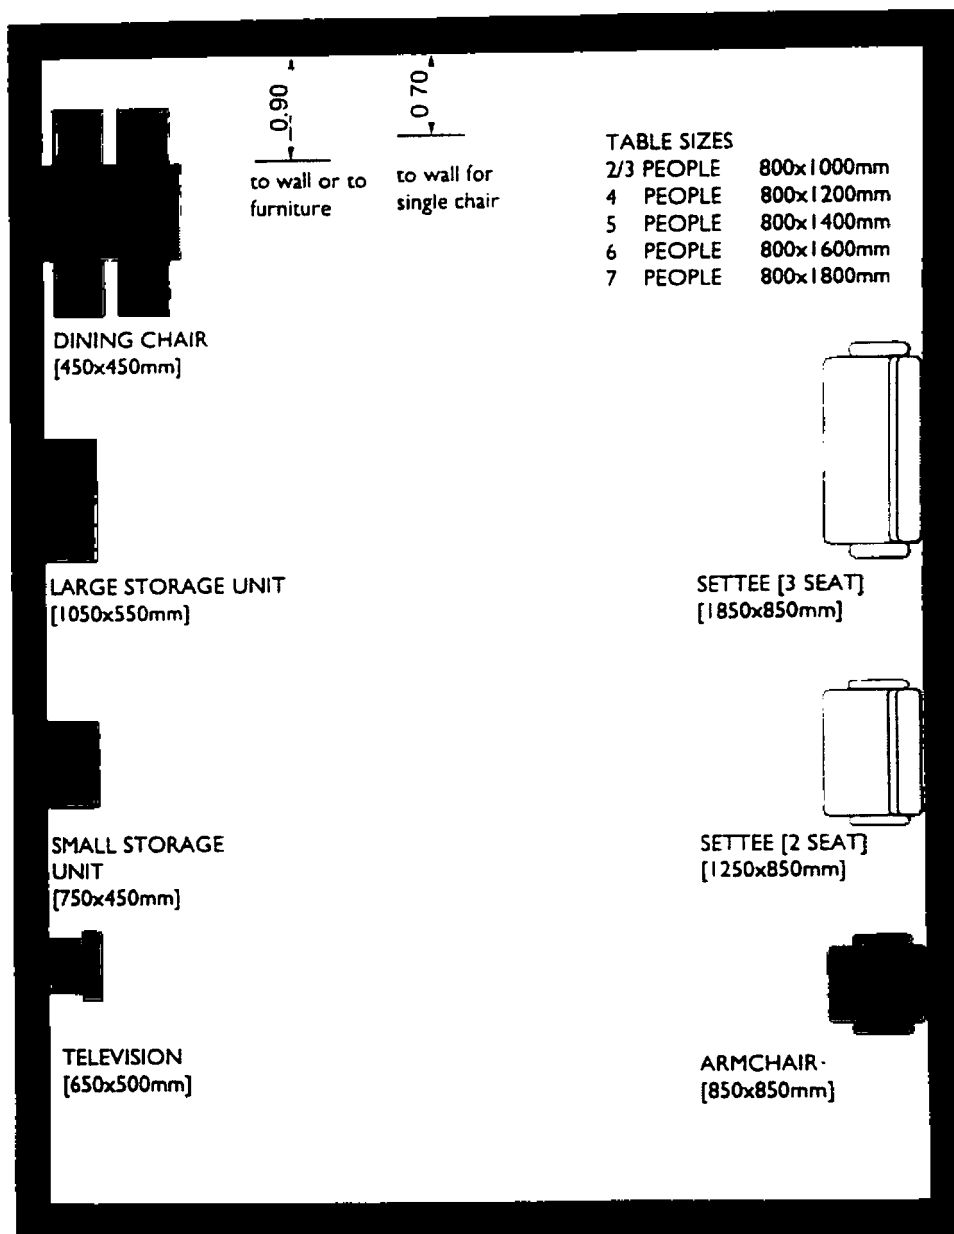 0.90
0 70
to wall or to
furniture
to wall for
single chair
TABLE SIZES
2/3 PEOPLE 800x1000mm
4 PEOPLE 800x1200mm
5 PEOPLE 800x1400mm
6 PEOPLE 800x1600mm
7 PEOPLE 800x1800mm
DINING CHAIR
[450x450mm]
LARGE STORAGE UNIT
[1050x550mm]
SETTEE [3 SEAT]
[1850x850mm]
SMALL STORAGE
UNIT
[750x450mm]
SETTEE [2 SEAT]
[1250x850mm]
TELEVISION
[650x500mm]
ARMCHAIR
[850x850mm]